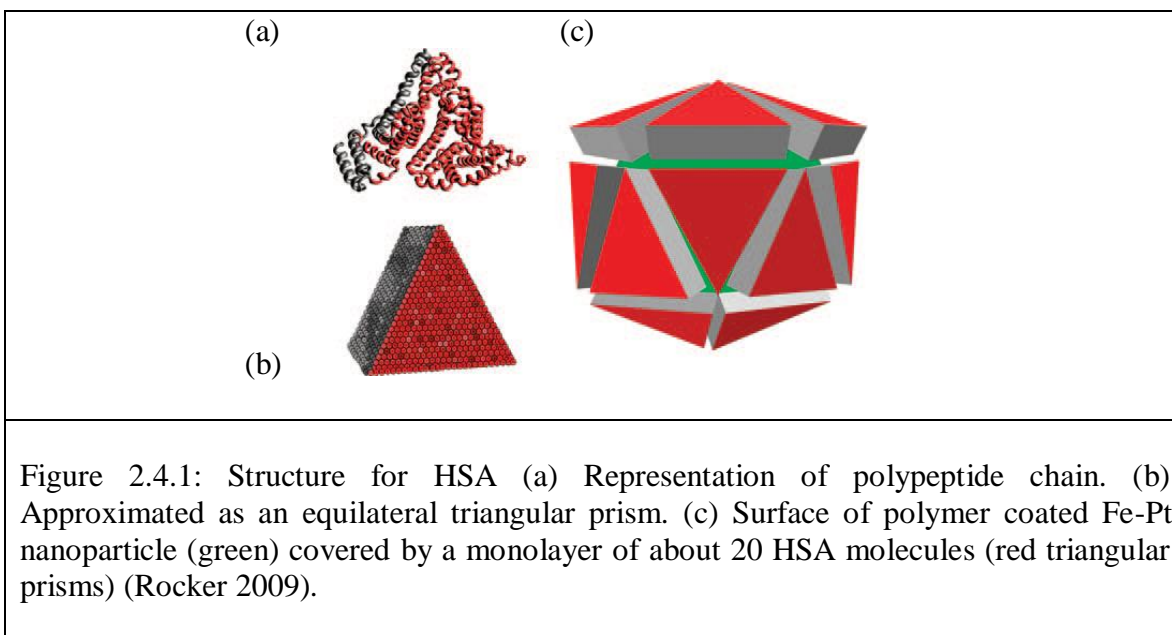 (a)
(c)
(b)
Figure 2.4.1: Structure for HSA (a) Representation of polypeptide chain. (b)
Approximated as an equilateral triangular prism. (c) Surface of polymer coated Fe-Pt
nanoparticle (green) covered by a monolayer of about 20 HSA molecules (red triangular
prisms) (Rocker 2009).